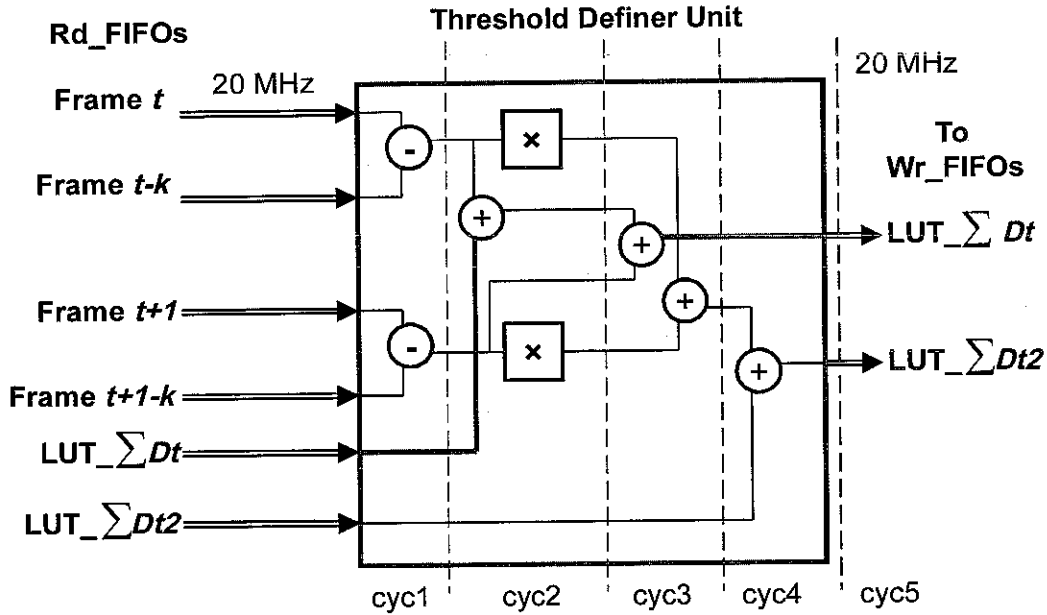 Threshold Definer Unit
Rd_FIFOs
20 MHz
20 MHz
Frame t
Frame t-k
To
Wr_FIFOs
×
-
+
+
LUT_∑ Dt
Frame t+1
+
-
×
+
LUT_∑Dt2
Frame t+1-k
LUT_∑Dt
LUT_∑Dt2
cyc1 cyc2 cyc3 cyc4 cyc5